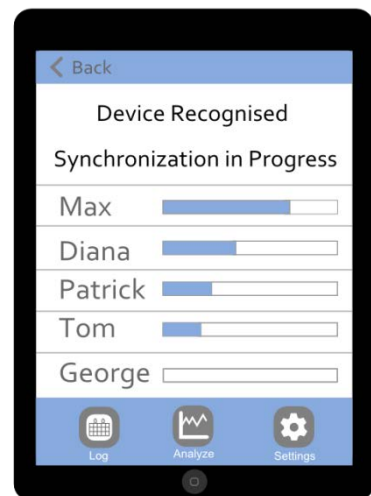 Back
Device Recognised
Synchronization in Progress
Max
Diana
Patrick
Tom
George
Log Analyze Settings